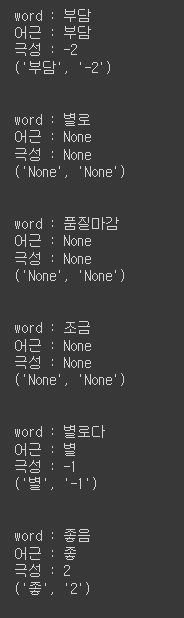 word : 부담
어근 : 부담
극성 : -2
('부담', '-2')
word : 별로
어근 : None
극성 : None
('None', 'None')
word : 품질마감
어근 : None
극성 : None
('None', 'None')
word : 조금
어근 : None
극성 : None
('None', 'None')
word : 별로다
어근 : 별
극성 : -1
('별', '-1')
word : 좋음
어근 : 좋
극성 : 2
('좋', '2')